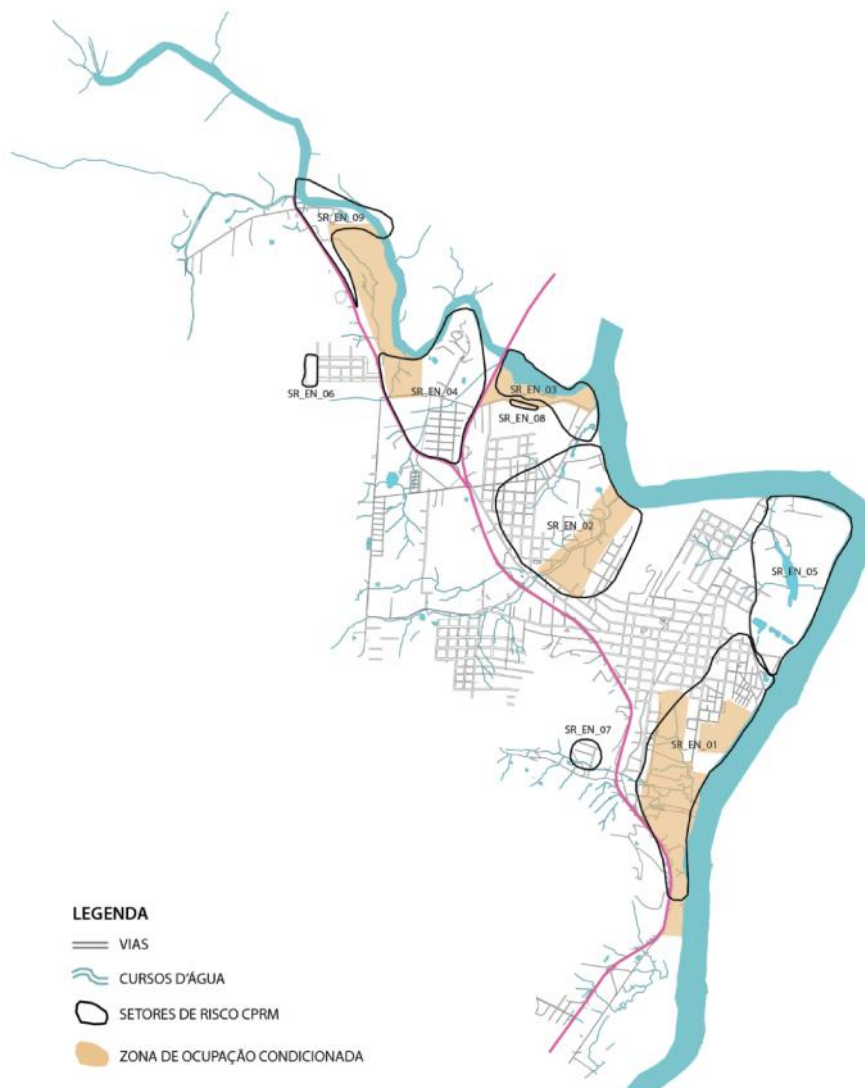 SR_EN_09
SR_EN_06
SR_EN_04
SR_EN_03
SR_EN_08
SR_EN_02
SR_EN_05
SR_EN_07
SR_EN_01
LEGENDA
VIAS
CURSOS D'ÁGUA
SETORES DE RISCO CPRM
ZONA DE OCUPAÇÃO CONDICIONADA